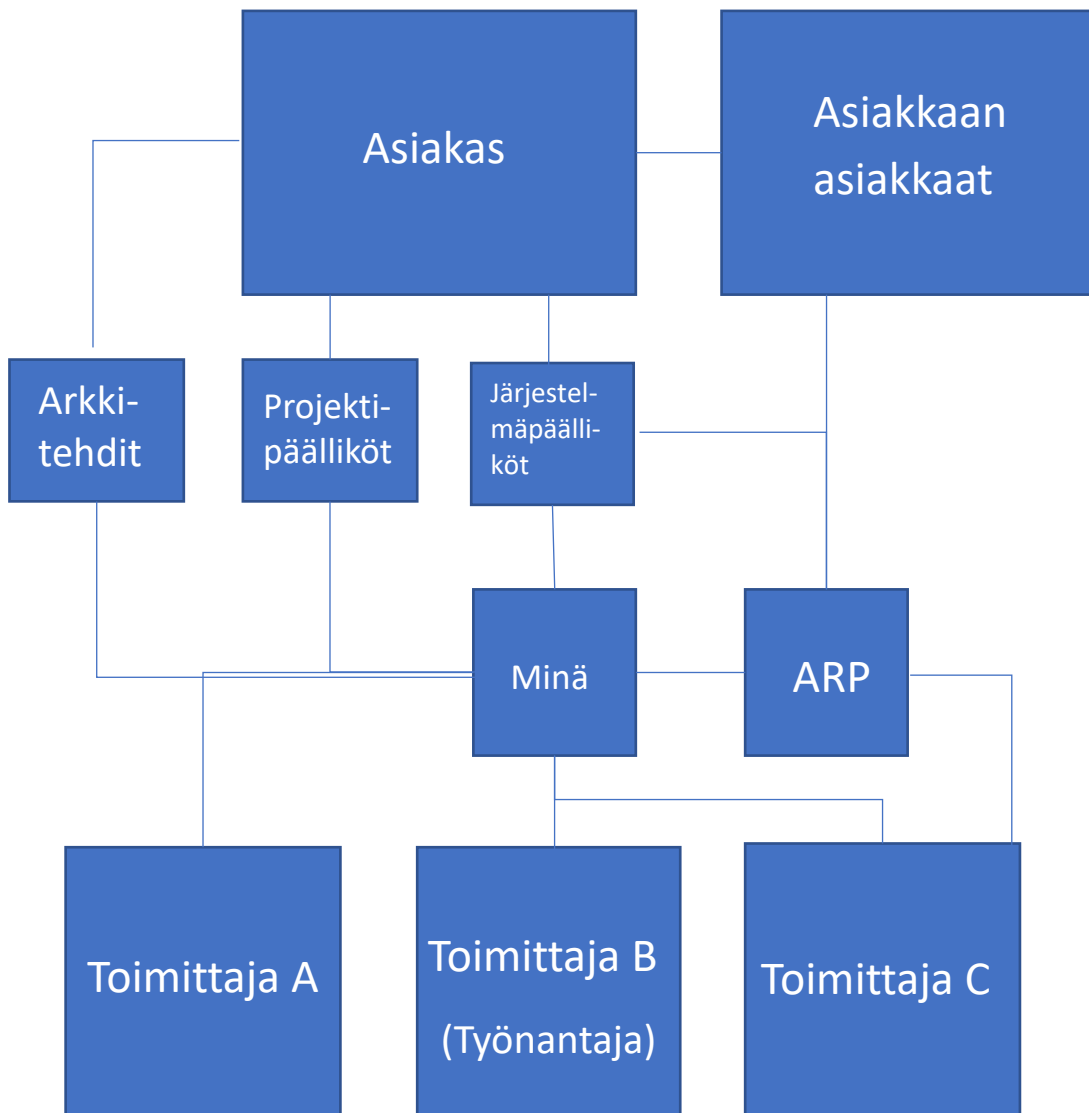 Asiakas
Asiakkaan
asiakkaat
Arkki-
tehdit
Projekti-
päälliköt
Järjestel-
mäpäälli-
köt
Minä
ARP
Toimittaja A
Toimittaja B
(Työnantaja)
Toimittaja C